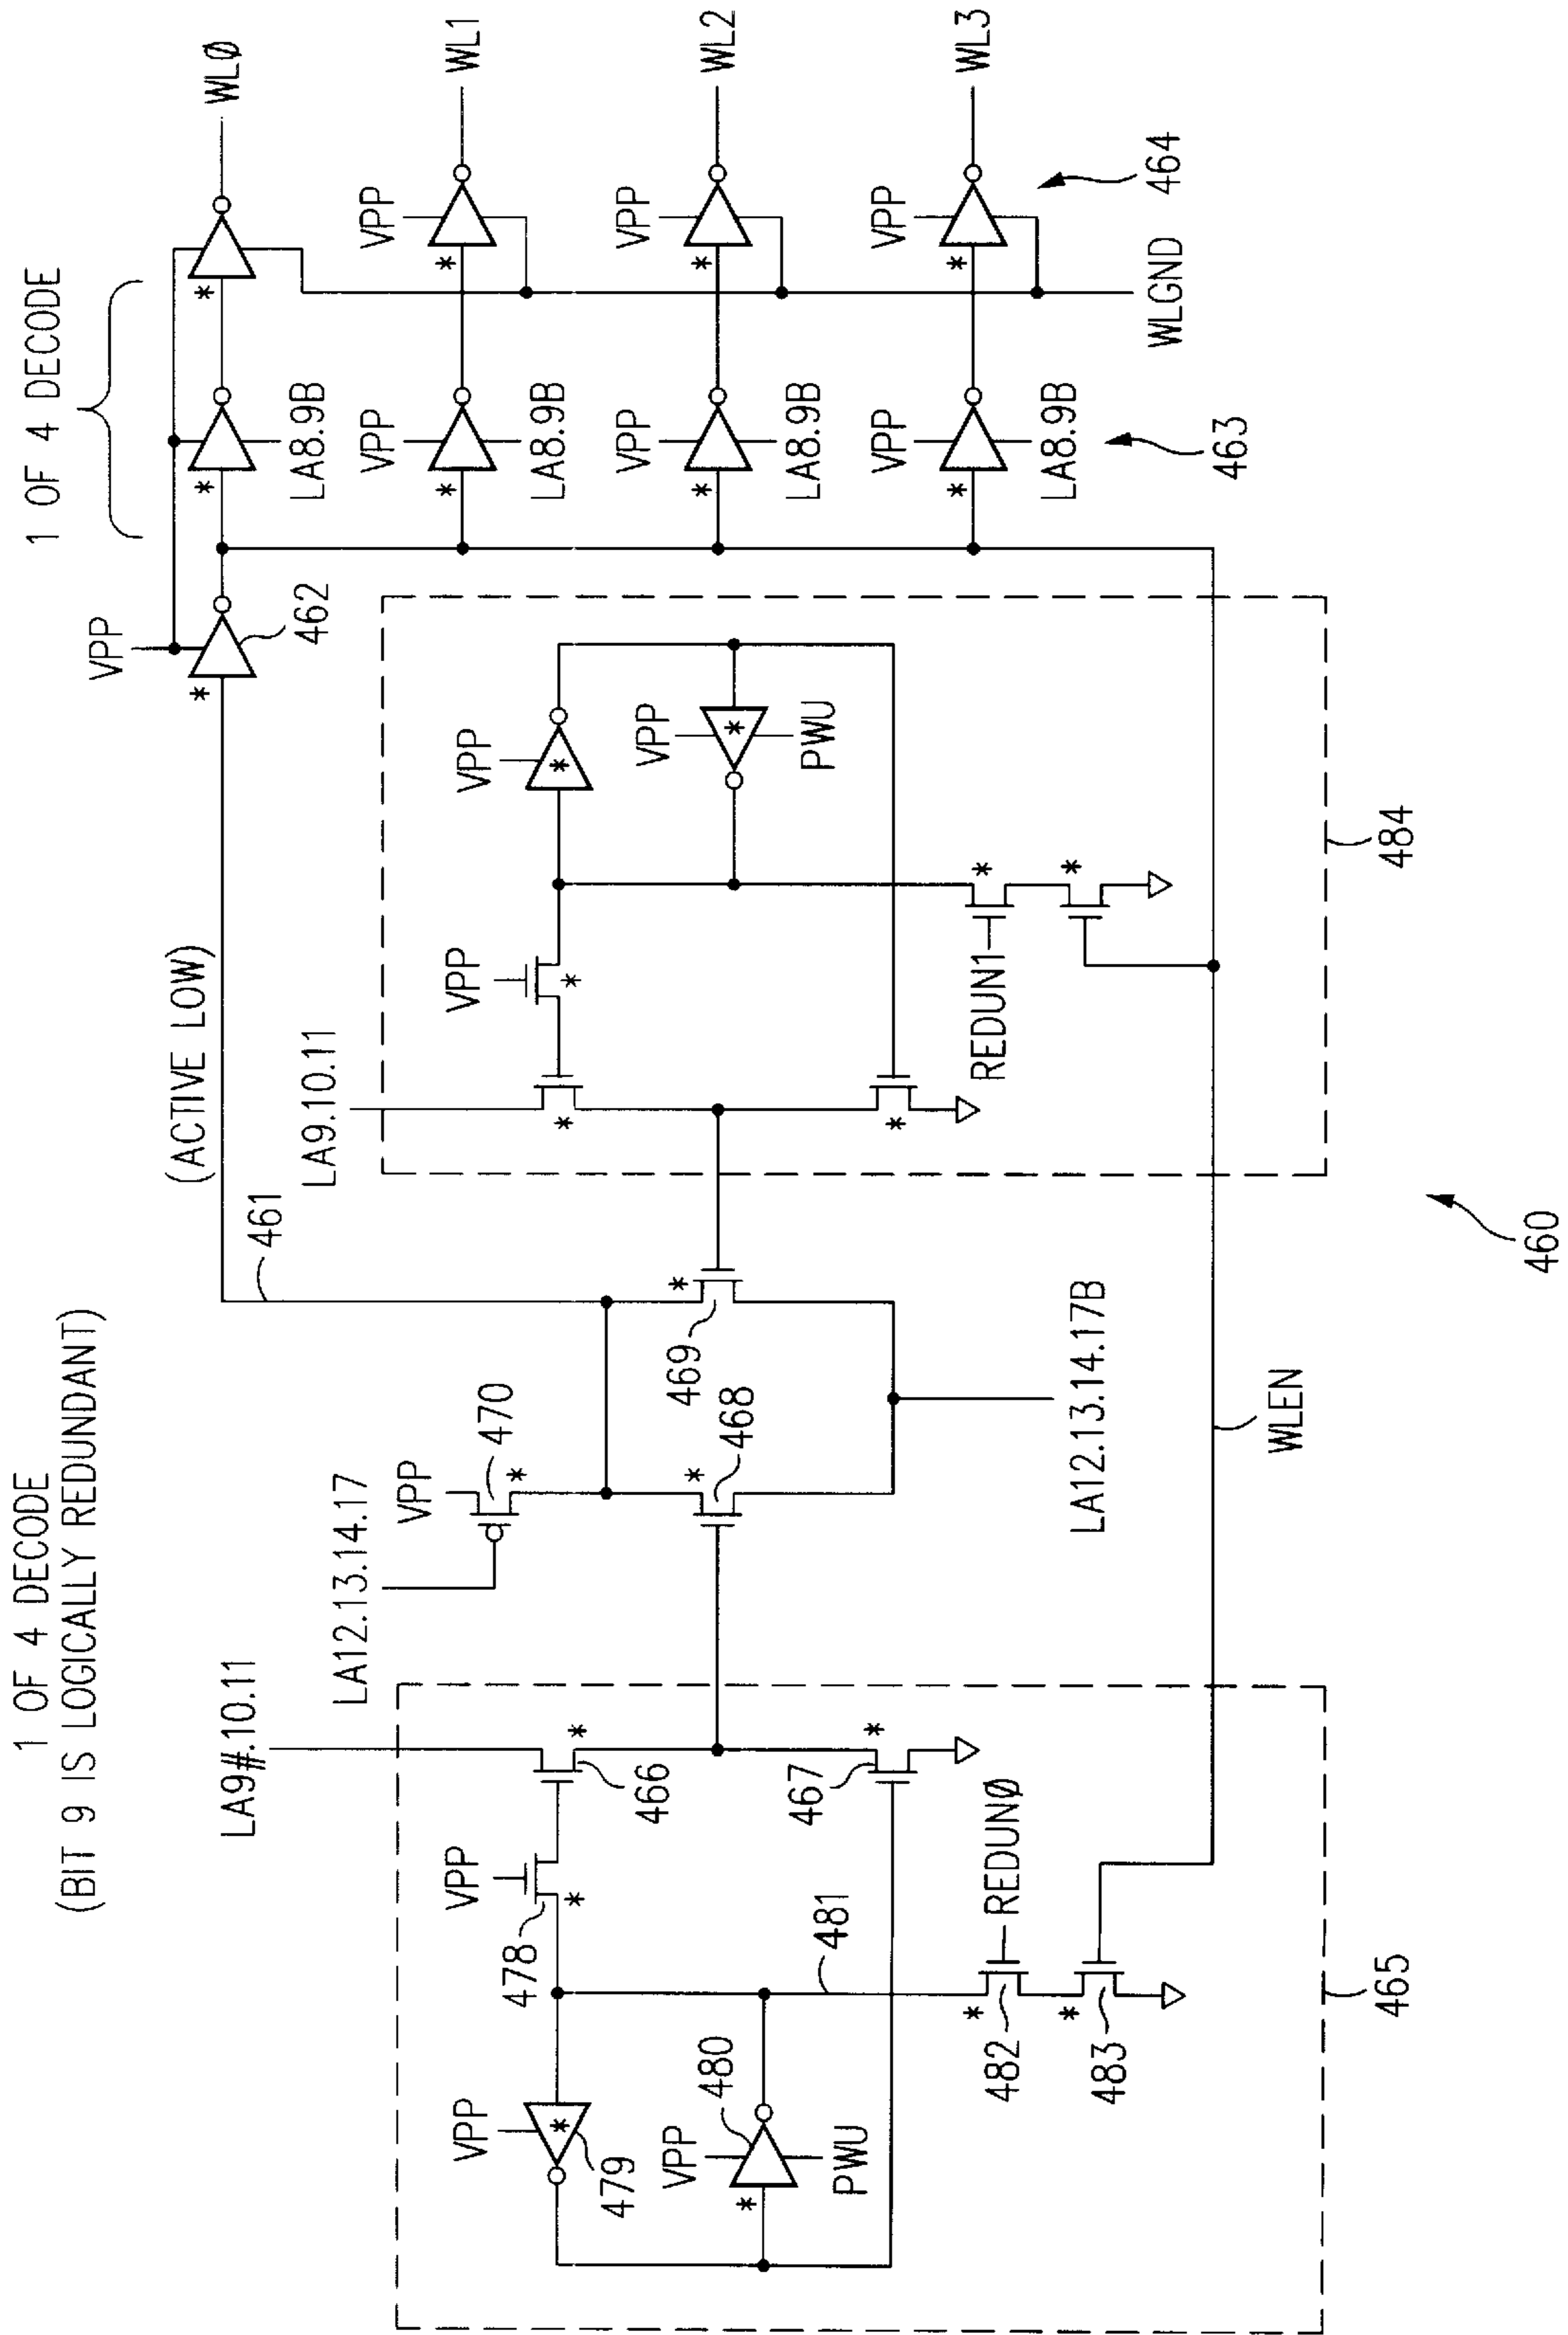 1 OF 4 DECODE
(BIT 9 IS LOGICALLY REDUNDANT)
(ACTIVE LOW)
1 OF 4 DECODE
VPP
462
WLØ
LA8.9B
VPP
LA8.9B
VPP
WL1
VPP
LA8.9B
VPP
WL2
VPP
LA8.9B
VPP
WL3
463
464
WLGND
LA9#.10.11
LA12.13.14.17
VPP
470
461
LA9.10.11
VPP
479
VPP
478
466
VPP
480
PWU
467
481
482
REDUNØ
483
465
468
469
LA12.13.14.17B
WLEN
VPP
VPP
VPP
PWU
REDUN1
484
460